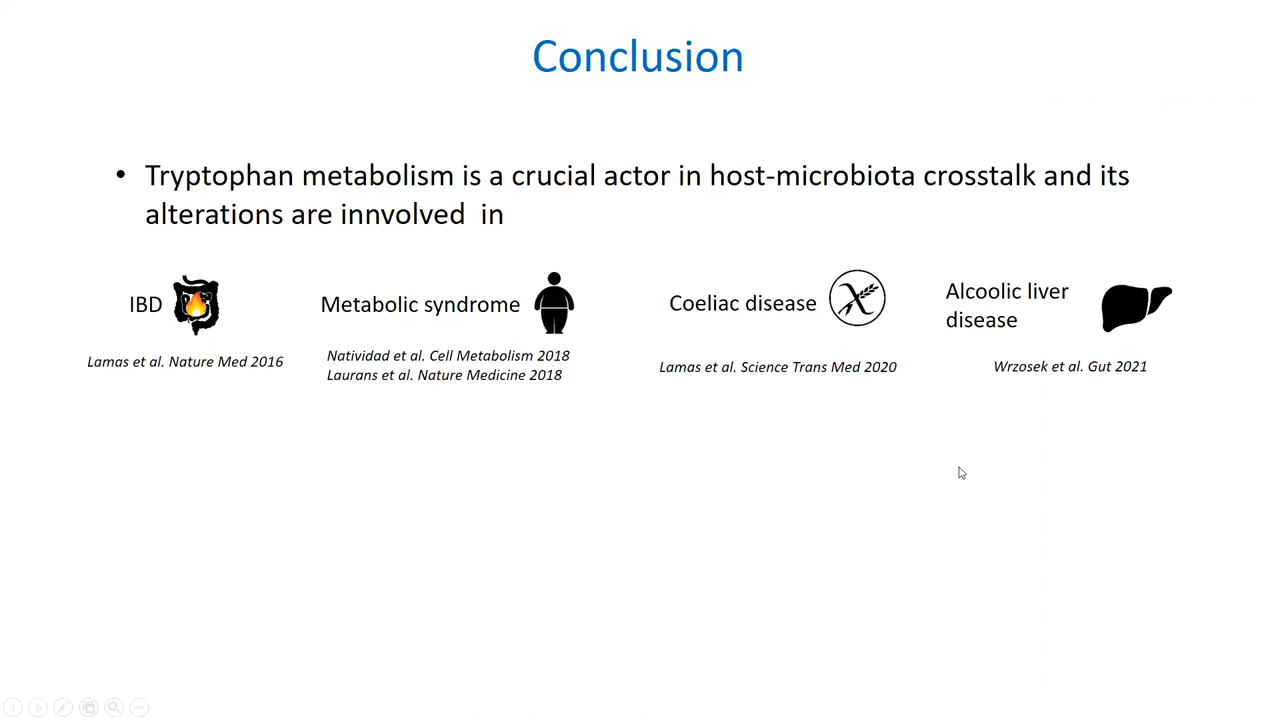 Conclusion
• Tryptophan metabolism is a crucial actor in host-microbiota crosstalk and its
alterations are innvolved  in
IBD
Metabolic syndrome
Coeliac disease
Alcoolic liver
disease
Lamas et al. Nature Med 2016
Natividad et al. Cell Metabolism 2018
Laurans et al. Nature Medicine 2018
Lamas et al. Science Trans Med 2020
Wrzosek et al. Gut 2021